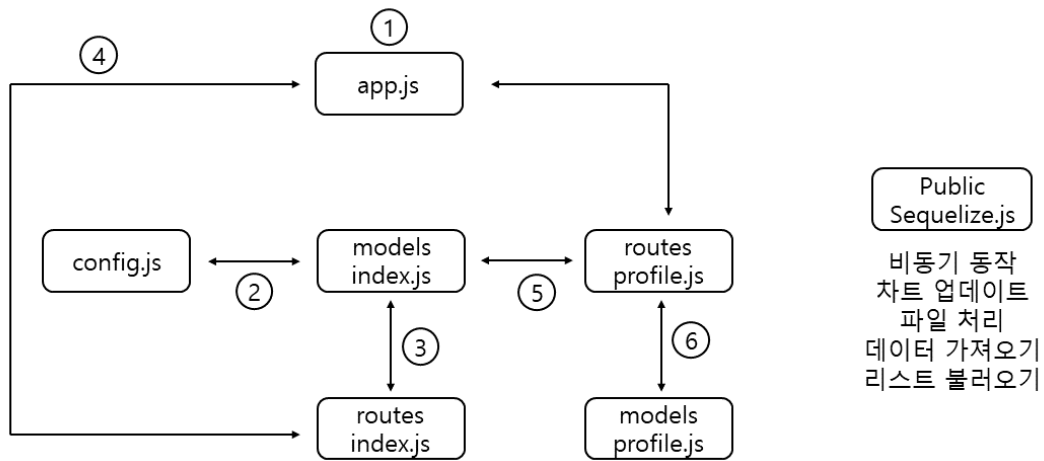 ①
④
app.js
Public
Sequelize.js
config.js
②
models
index.js
⑤
routes
profile.js
비동기 동작
차트 업데이트
파일 처리
데이터 가져오기
리스트 불러오기
③
⑥
routes
index.js
models
profile.js